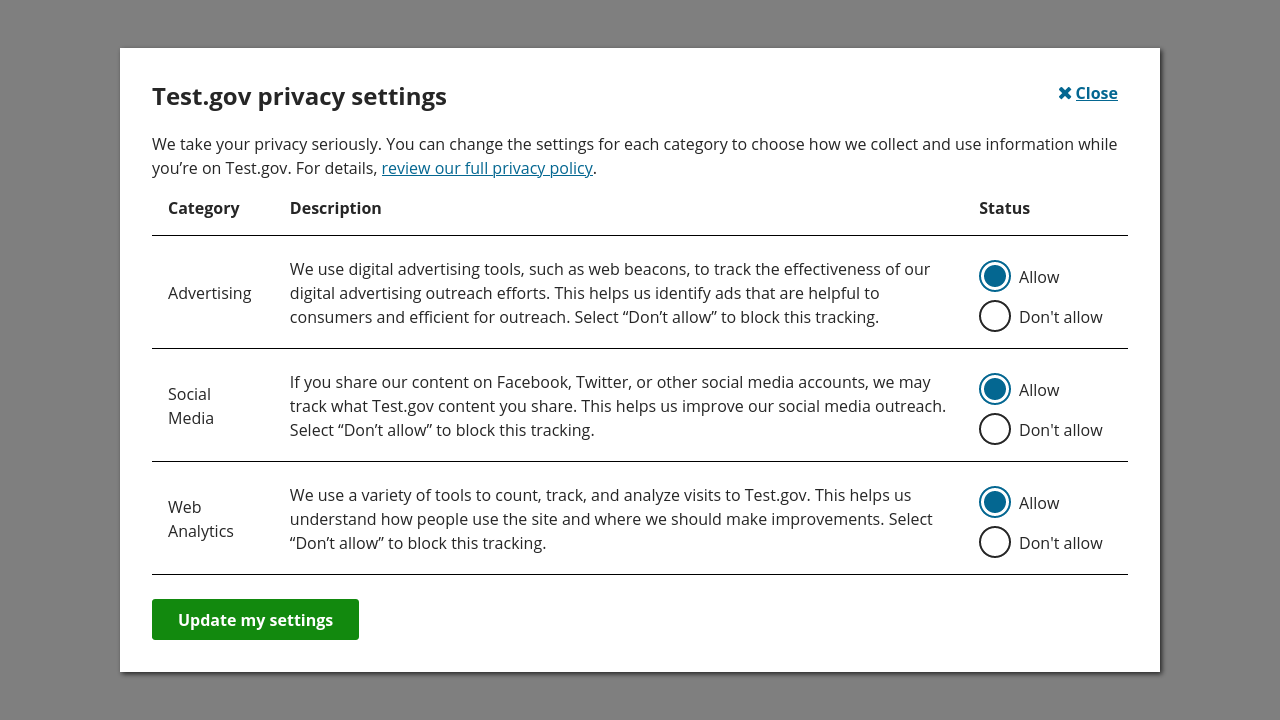 Test.gov privacy settings
✖ Close
We take your privacy seriously. You can change the settings for each category to choose how we collect and use information while
you’re on Test.gov. For details, review our full privacy policy.
Category Description Status
Advertising
We use digital advertising tools, such as web beacons, to track the effectiveness of our
digital advertising outreach efforts. This helps us identify ads that are helpful to
consumers and efficient for outreach. Select “Don’t allow” to block this tracking.
Allow
Don't allow
Social
Media
If you share our content on Facebook, Twitter, or other social media accounts, we may
track what Test.gov content you share. This helps us improve our social media outreach.
Select “Don’t allow” to block this tracking.
Allow
Don't allow
Web
Analytics
We use a variety of tools to count, track, and analyze visits to Test.gov. This helps us
understand how people use the site and where we should make improvements. Select
“Don’t allow” to block this tracking.
Allow
Don't allow
Update my settings